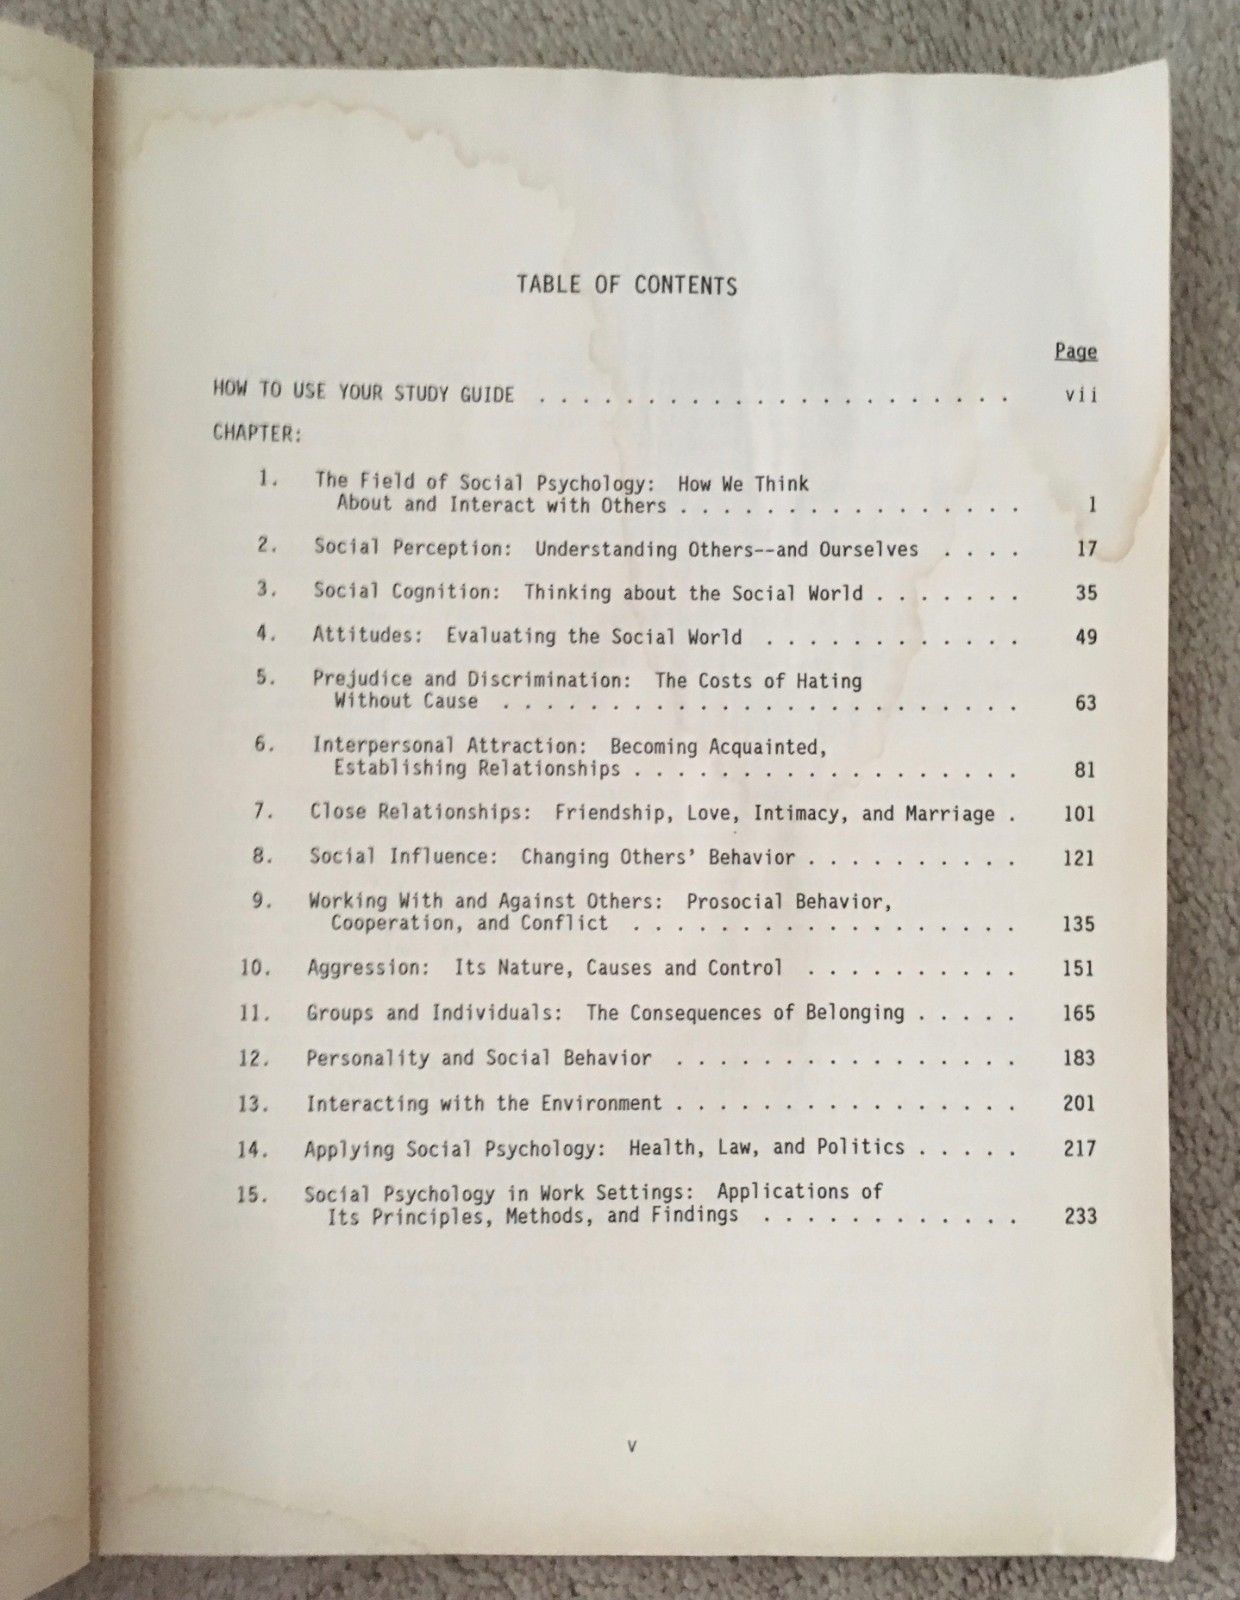 TABLE OF CONTENTS
Page
HOW TO USE YOUR STUDY GUIDE . . . . . . . . . . . . . . . . . . . . . . vii
CHAPTER:
1. The Field of Social Psychology: How We Think
About and Interact with Others . . . . . . . . . . . . . . . . 1
2. Social Perception: Understanding Others--and Ourselves . . . . 17
3. Social Cognition: Thinking about the Social World . . . . . . . 35
4. Attitudes: Evaluating the Social World . . . . . . . . . . . . 49
5. Prejudice and Discrimination: The Costs of Hating
Without Cause . . . . . . . . . . . . . . . . . . . . . . . . 63
6. Interpersonal Attraction: Becoming Acquainted,
Establishing Relationships . . . . . . . . . . . . . . . . . . 81
7. Close Relationships: Friendship, Love, Intimacy, and Marriage . 101
8. Social Influence: Changing Others' Behavior . . . . . . . . . . 121
9. Working With and Against Others: Prosocial Behavior,
Cooperation, and Conflict . . . . . . . . . . . . . . . . . . 135
10. Aggression: Its Nature, Causes and Control . . . . . . . . . . 151
11. Groups and Individuals: The Consequences of Belonging . . . . . 165
12. Personality and Social Behavior . . . . . . . . . . . . . . . . 183
13. Interacting with the Environment . . . . . . . . . . . . . . . . 201
14. Applying Social Psychology: Health, Law, and Politics . . . . . 217
15. Social Psychology in Work Settings: Applications of
Its Principles, Methods, and Findings . . . . . . . . . . . . 233
v